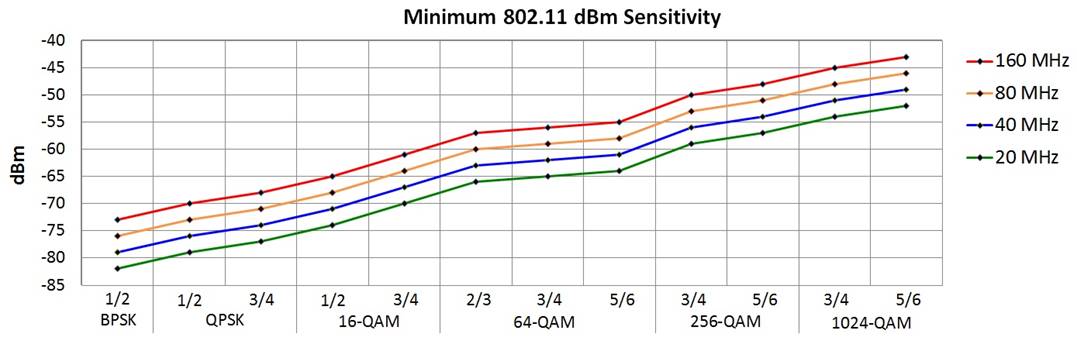 Minimum 802.11 dBm Sensitivity
-40
-45
-50
-55
-60
-65
-70
-75
-80
-85
dBm
160 MHz
80 MHz
40 MHz
20 MHz
1/2 1/2 3/4 1/2 3/4 2/3 3/4 5/6 3/4 5/6 3/4 5/6
BPSK QPSK 16-QAM 64-QAM 256-QAM 1024-QAM